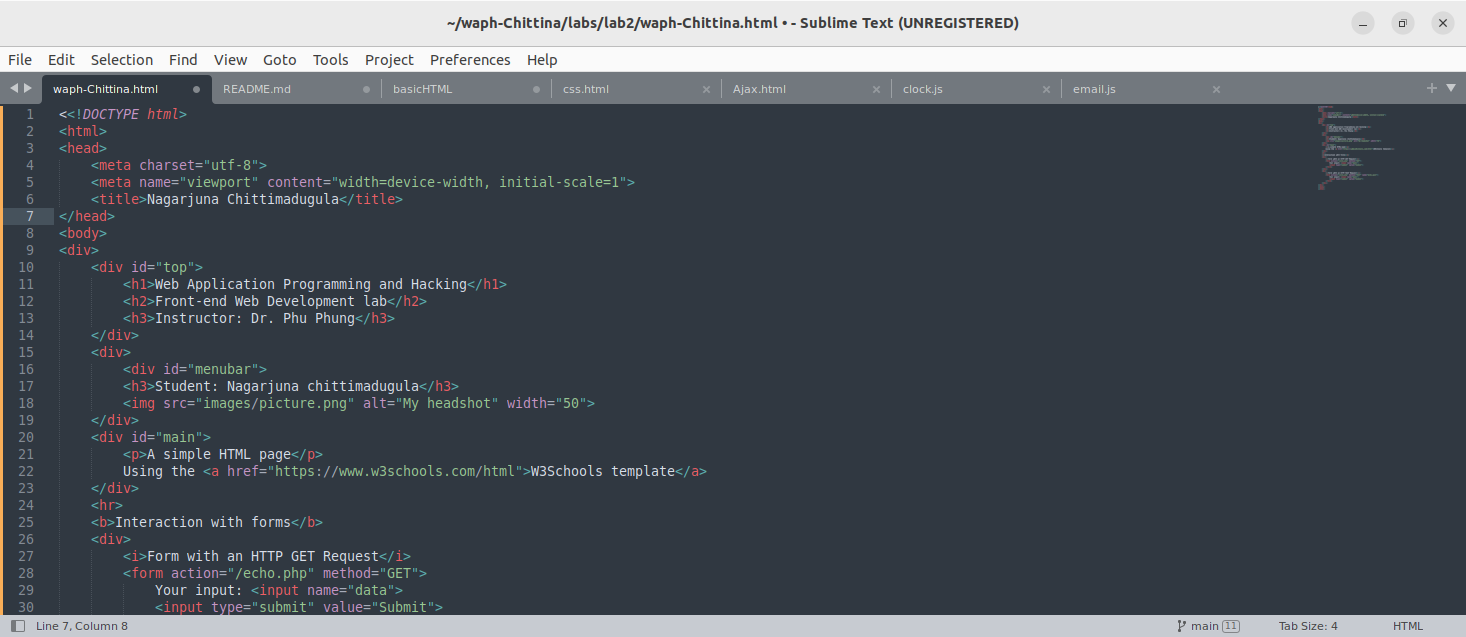 ~/waph-Chittina/labs/lab2/waph-Chittina.html • - Sublime Text (UNREGISTERED)
File Edit Selection Find View Goto Tools Project Preferences Help
waph-Chittina.html README.md basicHTML css.html Ajax.html clock.js email.js
1 <<!DOCTYPE html>
2 <html>
3 <head>
4 <meta charset="utf-8">
5 <meta name="viewport" content="width=device-width, initial-scale=1">
6 <title>Nagarjuna Chittimadugula</title>
7 </head>
8 <body>
9 <div>
10 <div id="top">
11 <h1>Web Application Programming and Hacking</h1>
12 <h2>Front-end Web Development lab</h2>
13 <h3>Instructor: Dr. Phu Phung</h3>
14 </div>
15 <div>
16 <div id="menubar">
17 <h3>Student: Nagarjuna chittimadugula</h3>
18 <img src="images/picture.png" alt="My headshot" width="50">
19 </div>
20 <div id="main">
21 <p>A simple HTML page</p>
22 Using the <a href="https://www.w3schools.com/html">W3Schools template</a>
23 </div>
24 <hr>
25 <b>Interaction with forms</b>
26 <div>
27 <i>Form with an HTTP GET Request</i>
28 <form action="/echo.php" method="GET">
29 Your input: <input name="data">
30 <input type="submit" value="Submit">
Line 7, Column 8 main 11 Tab Size: 4 HTML